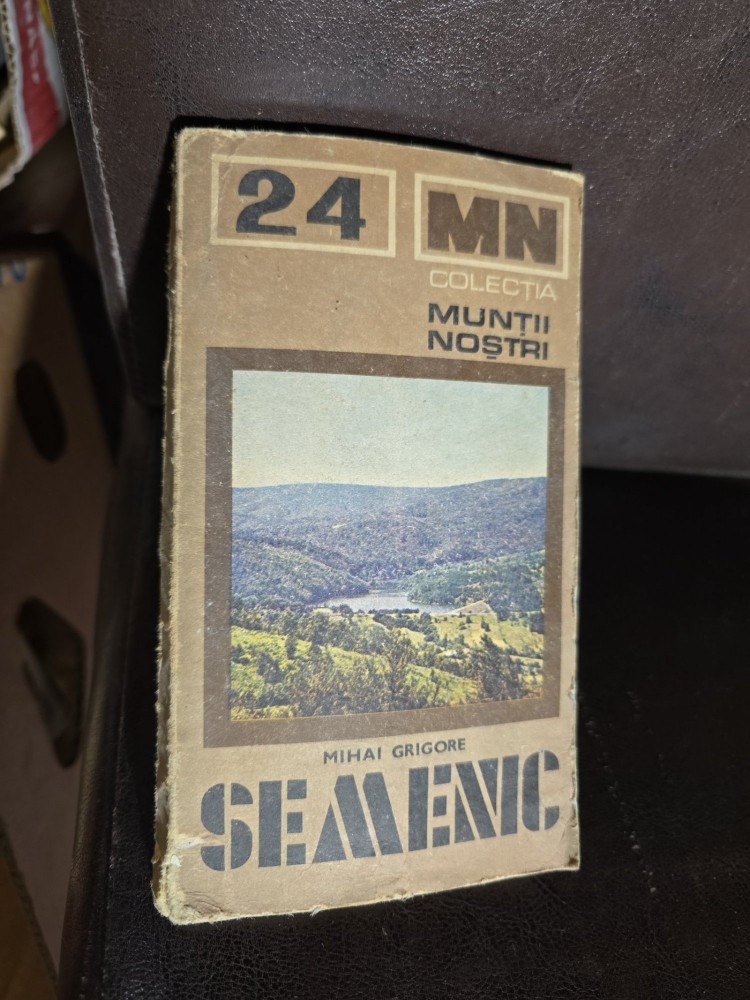 24
MN
COLECȚIA
MUNȚII
NOȘTRI
MIHAI GRIGORE
SEMENIC